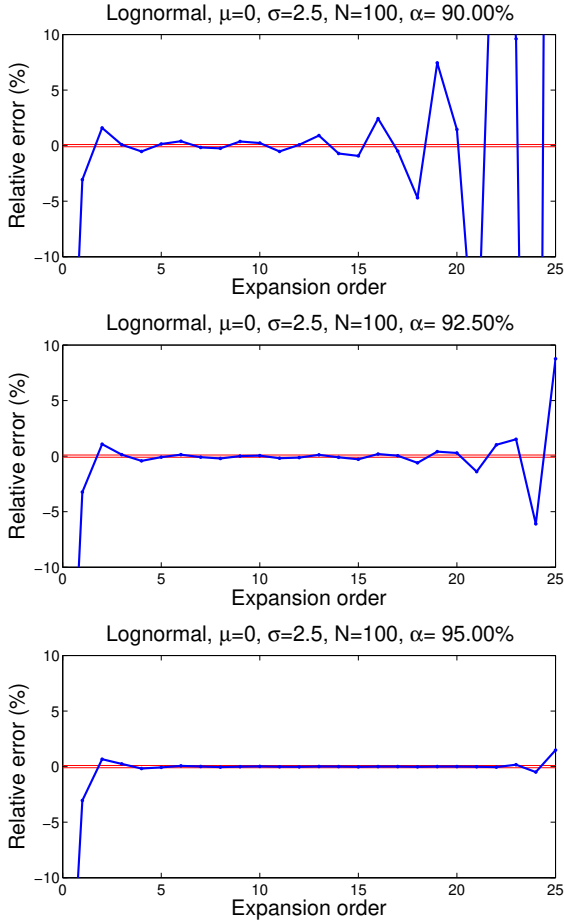 Lognormal, μ=0, σ=2.5, N=100, α= 90.00%
10
5
0
−5
−10
Relative error (%)
0 5 10 15 20 25
Expansion order
Lognormal, μ=0, σ=2.5, N=100, α= 92.50%
10
5
0
−5
−10
Relative error (%)
0 5 10 15 20 25
Expansion order
Lognormal, μ=0, σ=2.5, N=100, α= 95.00%
10
5
0
−5
−10
Relative error (%)
0 5 10 15 20 25
Expansion order